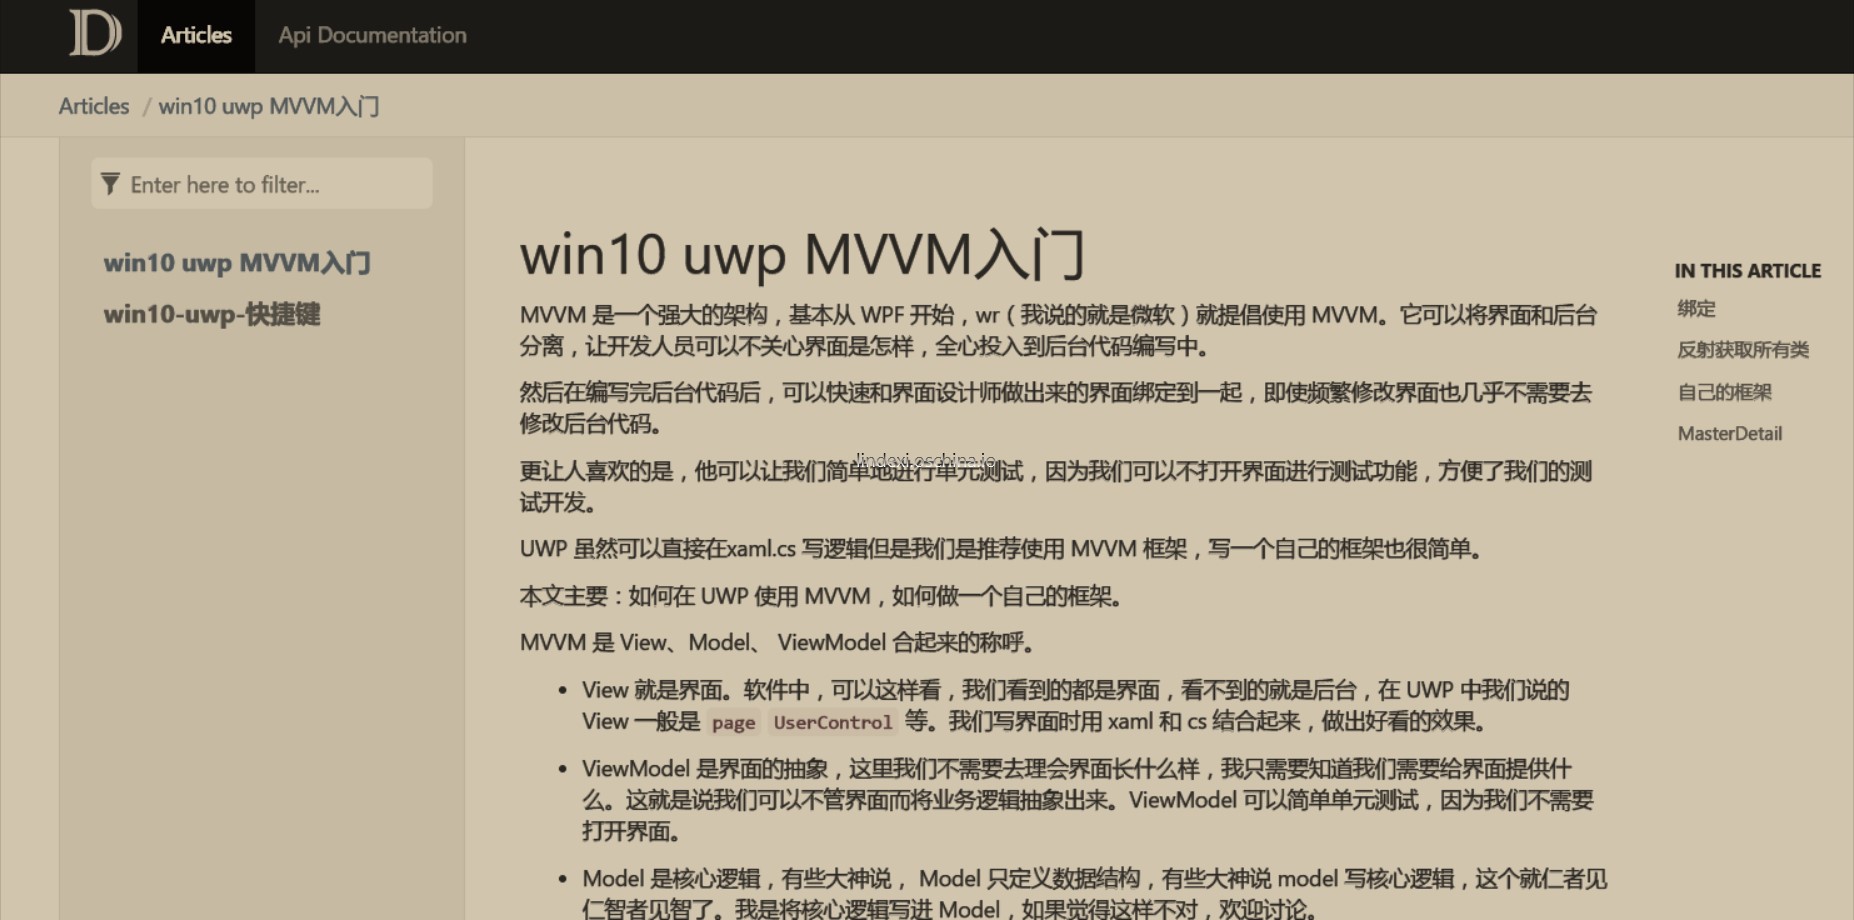 D Articles Api Documentation
Articles / win10 uwp MVVM入门
Enter here to filter...
win10 uwp MVVM入门
win10-uwp-快捷键
win10 uwp MVVM入门
MVVM 是一个强大的架构，基本从 WPF 开始，wr（我说的就是微软）就提倡使用 MVVM。它可以将界面和后台
分离，让开发人员可以不关心界面是怎样，全心投入到后台代码编写中。
然后在编写完后台代码后，可以快速和界面设计师做出来的界面绑定到一起，即使频繁修改界面也几乎不需要去
修改后台代码。
lindexi.oschina.io
更让人喜欢的是，他可以让我们简单地进行单元测试，因为我们可以不打开界面进行测试功能，方便了我们的测
试开发。
UWP 虽然可以直接在xaml.cs 写逻辑但是我们是推荐使用 MVVM 框架，写一个自己的框架也很简单。
本文主要：如何在 UWP 使用 MVVM，如何做一个自己的框架。
MVVM 是 View、Model、 ViewModel 合起来的称呼。
• View 就是界面。软件中，可以这样看，我们看到的都是界面，看不到的就是后台，在 UWP 中我们说的
View 一般是 page UserControl 等。我们写界面时用 xaml 和 cs 结合起来，做出好看的效果。
• ViewModel 是界面的抽象，这里我们不需要去理会界面长什么样，我只需要知道我们需要给界面提供什
么。这就是说我们可以不管界面而将业务逻辑抽象出来。ViewModel 可以简单单元测试，因为我们不需要
打开界面。
• Model 是核心逻辑，有些大神说， Model 只定义数据结构，有些大神说 model 写核心逻辑，这个就仁者见
仁智者见智了。我是将核心逻辑写进 Model，如果觉得这样不对，欢迎讨论。
IN THIS ARTICLE
绑定
反射获取所有类
自己的框架
MasterDetail